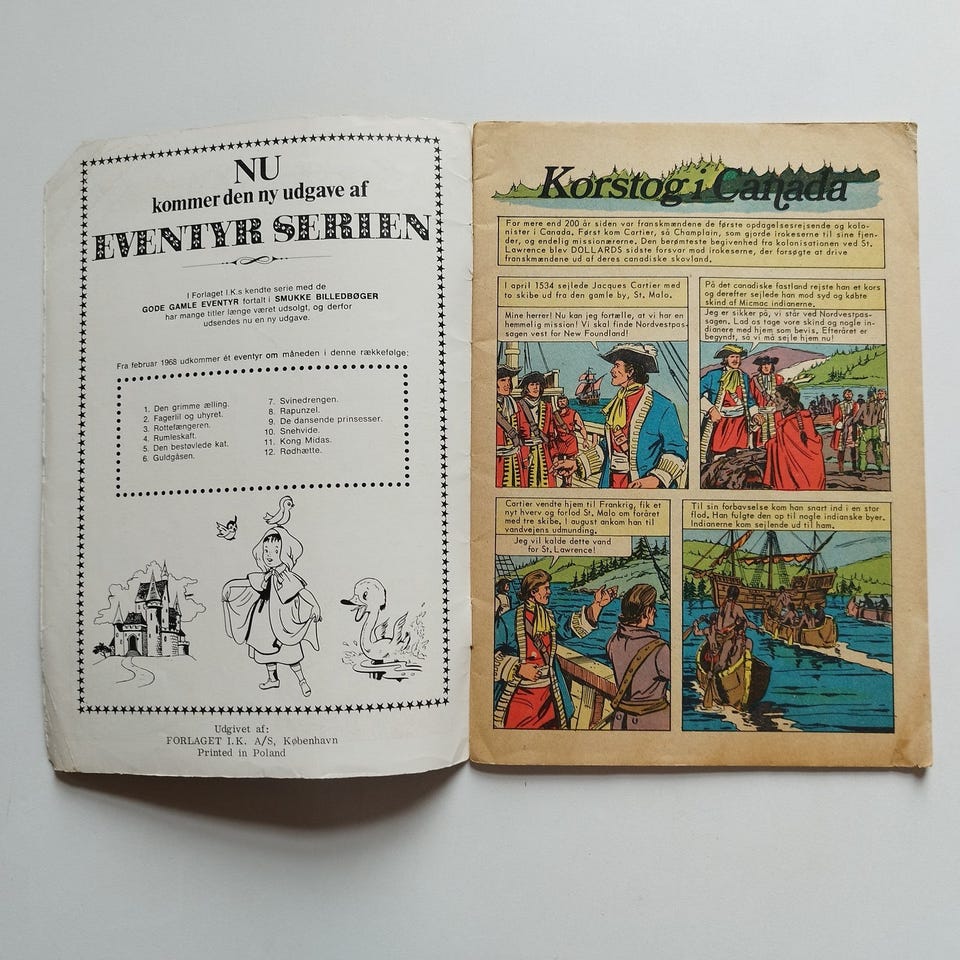 NU
kommer den ny udgave af
EVENTYR SERIEN
I Forlaget I.K.s kendte serie med de
GODE GAMLE EVENTYR fortalt i SMUKKE BILLEDBØGER
har mange titler længe været udsolgt, og derfor
udsendes nu en ny udgave.
Fra februar 1968 udkommer ét eventyr om måneden i denne rækkefølge:
1. Den grimme ælling.
2. Fagerlil og uhyret.
3. Rottefængeren.
4. Rumleskaft.
5. Den bestøvlede kat.
6. Guldgåsen.
7. Svinedrengen.
8. Rapunzel.
9. De dansende prinsesser.
10. Snehvide.
11. Kong Midas.
12. Rødhætte.
Udgivet af:
FORLAGET I.K. A/S, København
Printed in Poland
Korstog i Canada
For mere end 200 år siden var franskmændene de første opdagelsesrejsende og kolo-
nister i Canada. Først kom Cartier, så Champlain, som gjorde irokeserne til sine fjen-
der, og endelig missionærerne. Den berømteste begivenhed fra kolonisationen ved St.
Lawrence blev DOLLARDS sidste forsvar mod irokeserne, der forsøgte at drive
franskmændene ud af deres canadiske skovland.
I april 1534 sejlede Jacques Cartier med
to skibe ud fra den gamle by, St. Malo.
Mine herrer! Nu kan jeg fortælle, at vi har en
hemmelig mission! Vi skal finde Nordvestpas-
sagen vest for New Foundland!
På det canadiske fastland rejste han et kors
og derefter sejlede han mod syd og købte
skind af Micmac indianerne.
Jeg er sikker på, vi står ved Nordvestpas-
sagen. Lad os tage vore skind og nogle in-
dianere med hjem som bevis. Efteråret er
begyndt, så vi må sejle hjem nu!
Cartier vendte hjem til Frankrig, fik et
nyt hverv og forlod St. Malo om foråret
med tre skibe. I august ankom han til
vandvejens udmunding.
Jeg vil kalde dette vand
for St. Lawrence!
Til sin forbavselse kom han snart ind i en stor
flod. Han fulgte den op til nogle indianske byer.
Indianerne kom sejlende ud til ham.